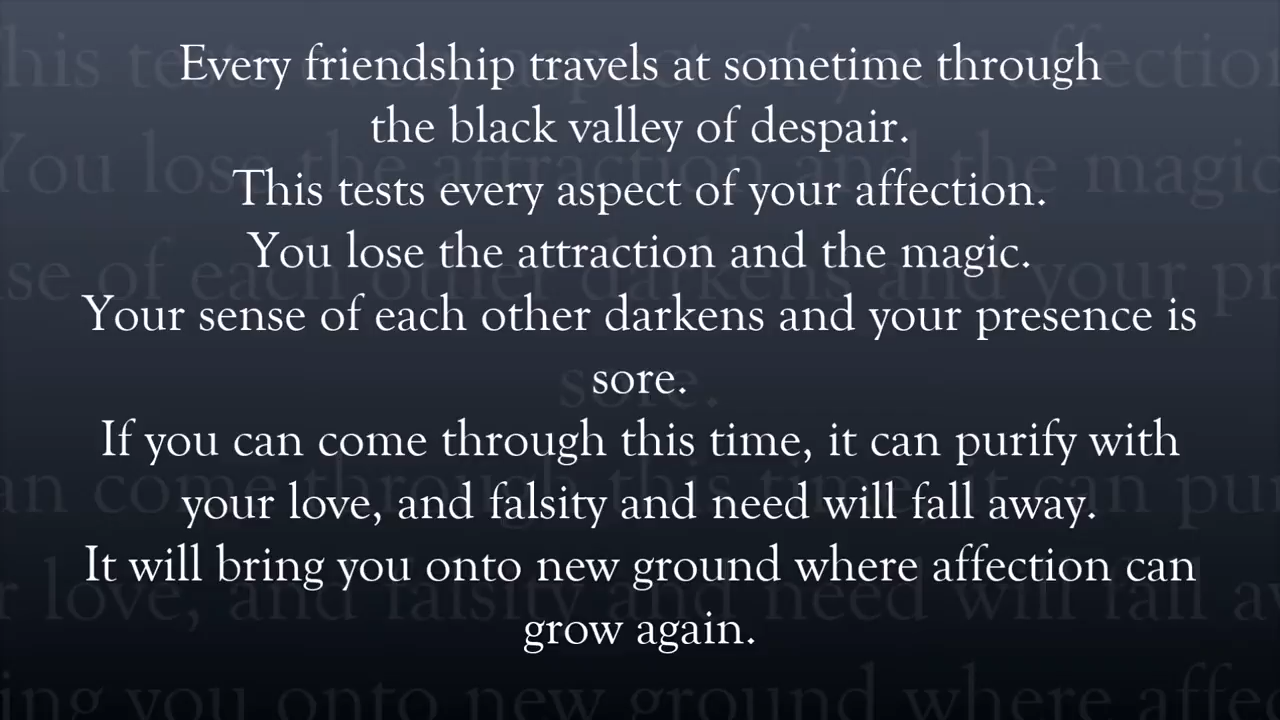 Every friendship travels at sometime through
the black valley of despair.
This tests every aspect of your affection.
You lose the attraction and the magic.
Your sense of each other darkens and your presence is
sore.
If you can come through this time, it can purify with
your love, and falsity and need will fall away.
It will bring you onto new ground where affection can
grow again.